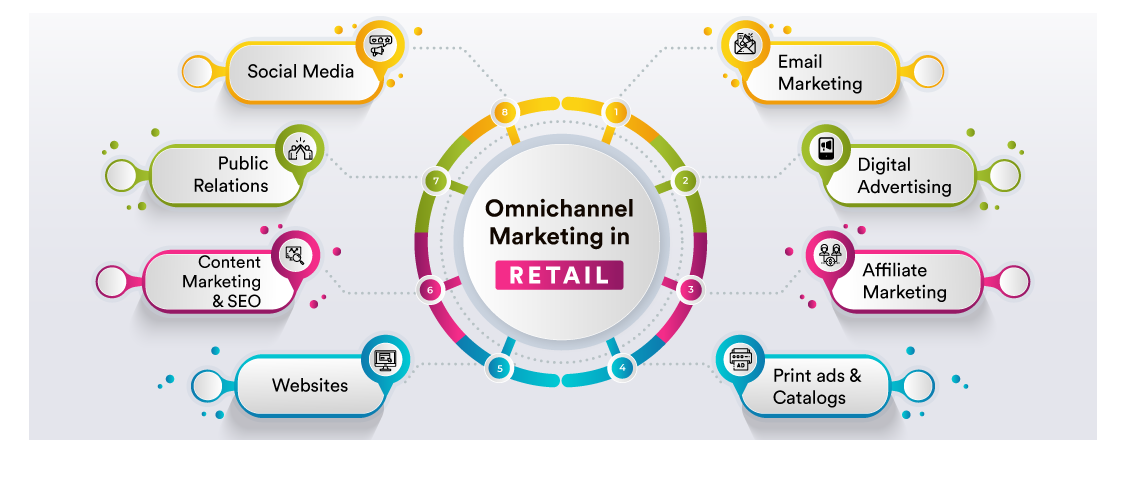 Omnichannel
Marketing in
RETAIL
1
Email
Marketing
2
Digital
Advertising
3
Affiliate
Marketing
4
Print ads &
Catalogs
AD
5
Websites
6
Content
Marketing
& SEO
7
Public
Relations
8
Social Media